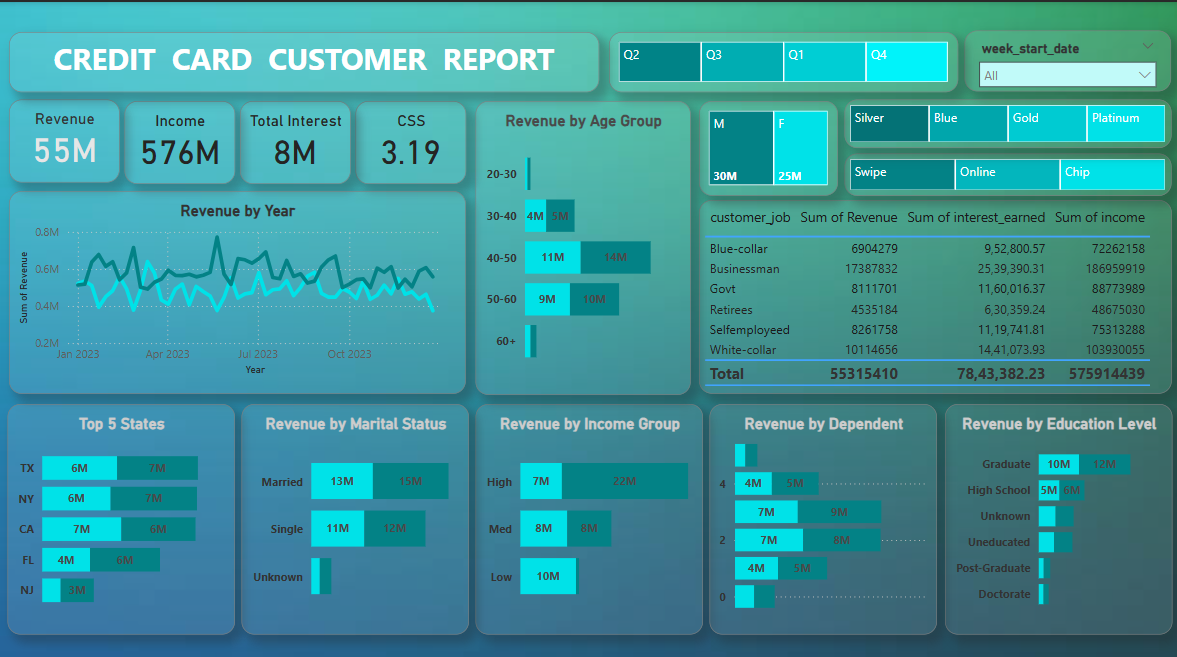 CREDIT CARD CUSTOMER REPORT
Q2 Q3 Q1 Q4
week_start_date
All
Revenue
55M
Income
576M
Total Interest
8M
CSS
3.19
Revenue by Age Group
20-30
30-40 4M 5M
40-50 11M 14M
50-60 9M 10M
60+
M F
30M 25M
Silver Blue Gold Platinum
Swipe Online Chip
Revenue by Year
Sum of Revenue
0.8M
0.6M
0.4M
0.2M
Jan 2023 Apr 2023 Jul 2023 Oct 2023
Year
customer_job Sum of Revenue Sum of interest_earned Sum of income
Blue-collar 6904279 9,52,800.57 72262158
Businessman 17387832 25,39,390.31 186959919
Govt 8111701 11,60,016.37 88773989
Retirees 4535184 6,30,359.24 48675030
Selfemployeed 8261758 11,19,741.81 75313288
White-collar 10114656 14,41,073.93 103930055
Total 55315410 78,43,382.23 575914439
Top 5 States
TX 6M 7M
NY 6M 7M
CA 7M 6M
FL 4M 6M
NJ 3M
Revenue by Marital Status
Married 13M 15M
Single 11M 12M
Unknown
Revenue by Income Group
High 7M 22M
Med 8M 8M
Low 10M
Revenue by Dependent
4 4M 5M
7M 9M
2 7M 8M
4M 5M
0
Revenue by Education Level
Graduate 10M 12M
High School 5M 6M
Unknown
Uneducated
Post-Graduate
Doctorate